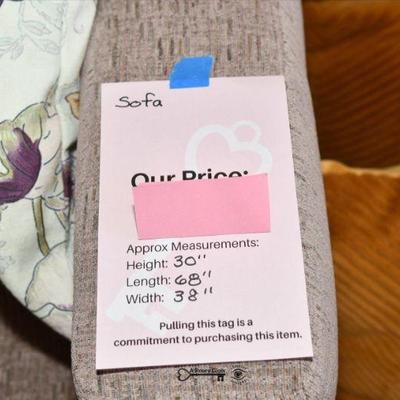 Sofa
Our Price:
Approx Measurements:
Height: 30"
Length: 68"
Width: 38"
Pulling this tag is a
commitment to purchasing this item.